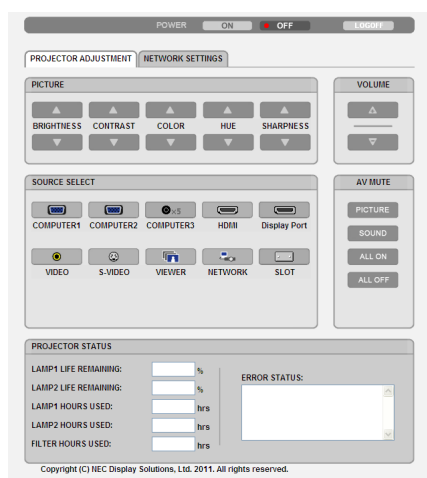 POWER ON OFF LOGOFF
PROJECTOR ADJUSTMENT NETWORK SETTINGS
PICTURE
BRIGHTNESS CONTRAST COLOR HUE SHARPNESS
VOLUME
SOURCE SELECT
COMPUTER1 COMPUTER2 COMPUTER3 HDMI Display Port
×5
VIDEO S-VIDEO VIEWER NETWORK SLOT
AV MUTE
PICTURE
SOUND
ALL ON
ALL OFF
PROJECTOR STATUS
LAMP1 LIFE REMAINING: %
LAMP2 LIFE REMAINING: %
LAMP1 HOURS USED: hrs
LAMP2 HOURS USED: hrs
FILTER HOURS USED: hrs
ERROR STATUS:
Copyright (C) NEC Display Solutions, Ltd. 2011. All rights reserved.